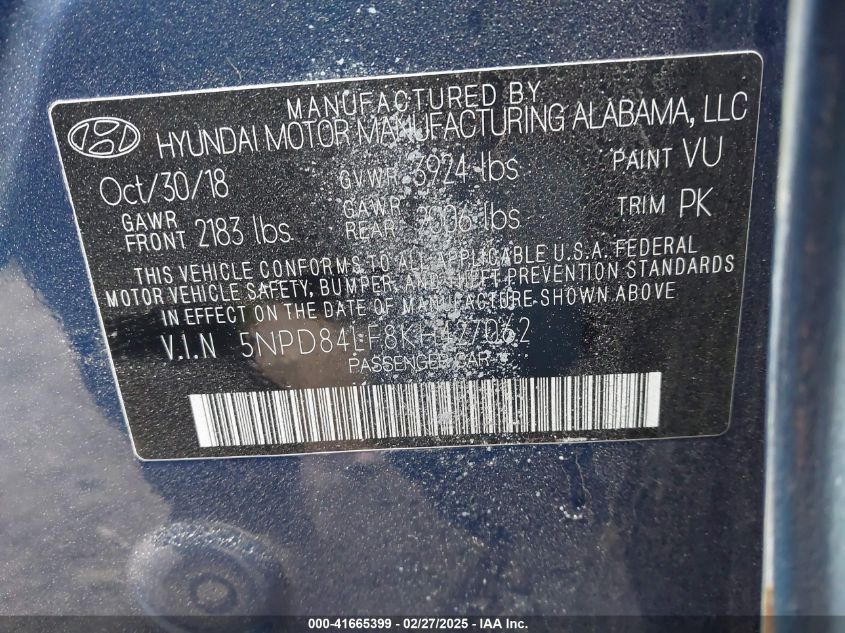 MANUFACTURED BY
HYUNDAI MOTOR MANUFACTURING ALABAMA, LLC
Oct/30/18 GVWR 3924 lbs PAINT VU
GAWR FRONT 2183 lbs. GAWR REAR lbs TRIM PK
THIS VEHICLE CONFORMS TO ALL APPLICABLE U.S.A. FEDERAL
MOTOR VEHICLE SAFETY, BUMPER, AND THEFT PREVENTION STANDARDS
IN EFFECT ON THE DATE OF MANUFACTURE SHOWN ABOVE.
V.I.N 5NPD84LF8KH427062
PASSENGER CAR
000-41665399 - 02/27/2025 - IAA Inc.